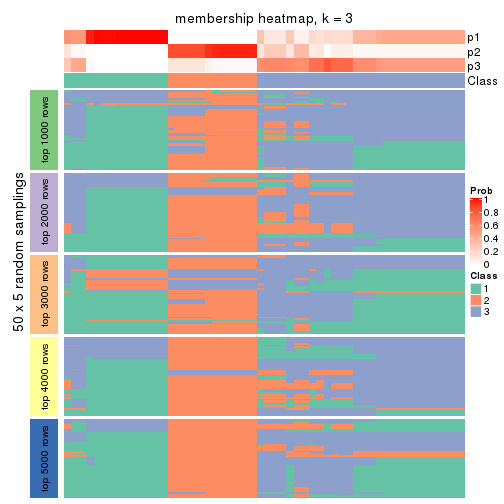 membership heatmap, k = 3
p1
p2
p3
Class
50 x 5 random samplings
top 1000 rows
top 2000 rows
top 3000 rows
top 4000 rows
top 5000 rows
Prob
1
0.8
0.6
0.4
0.2
0
Class
1
2
3